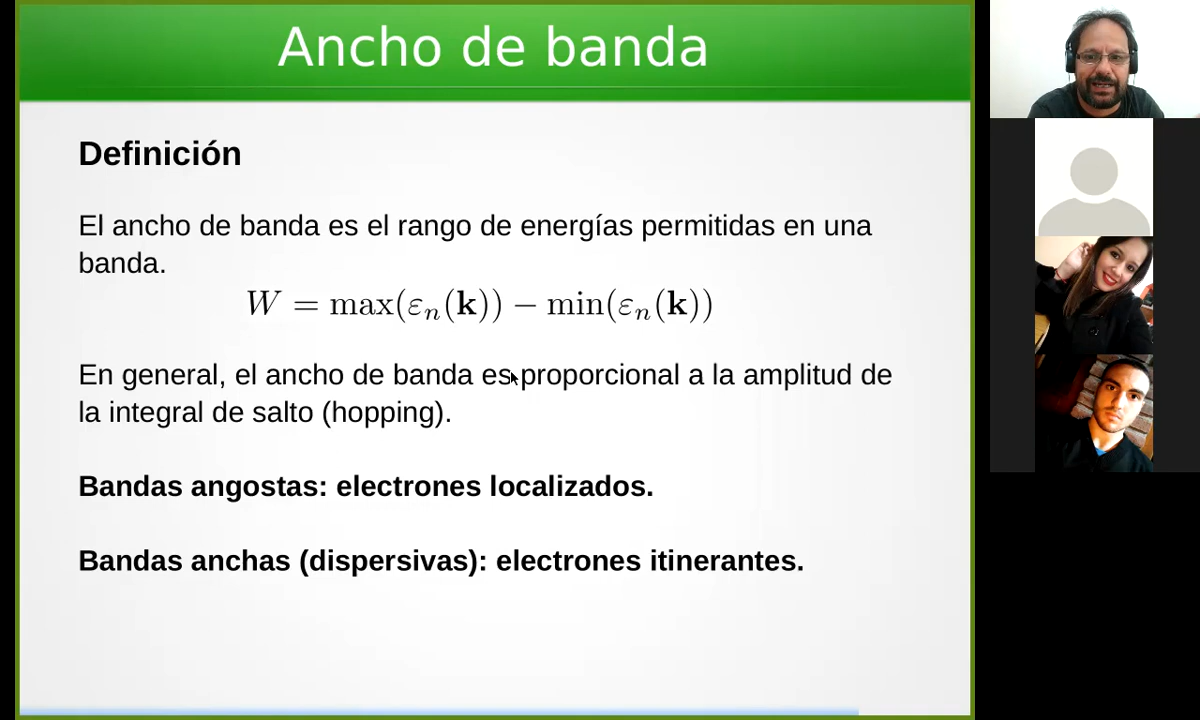 Ancho de banda
Definición
El ancho de banda es el rango de energías permitidas en una
banda.
W = max(εₙ(k)) − min(εₙ(k))
En general, el ancho de banda es proporcional a la amplitud de
la integral de salto (hopping).
Bandas angostas: electrones localizados.
Bandas anchas (dispersivas): electrones itinerantes.